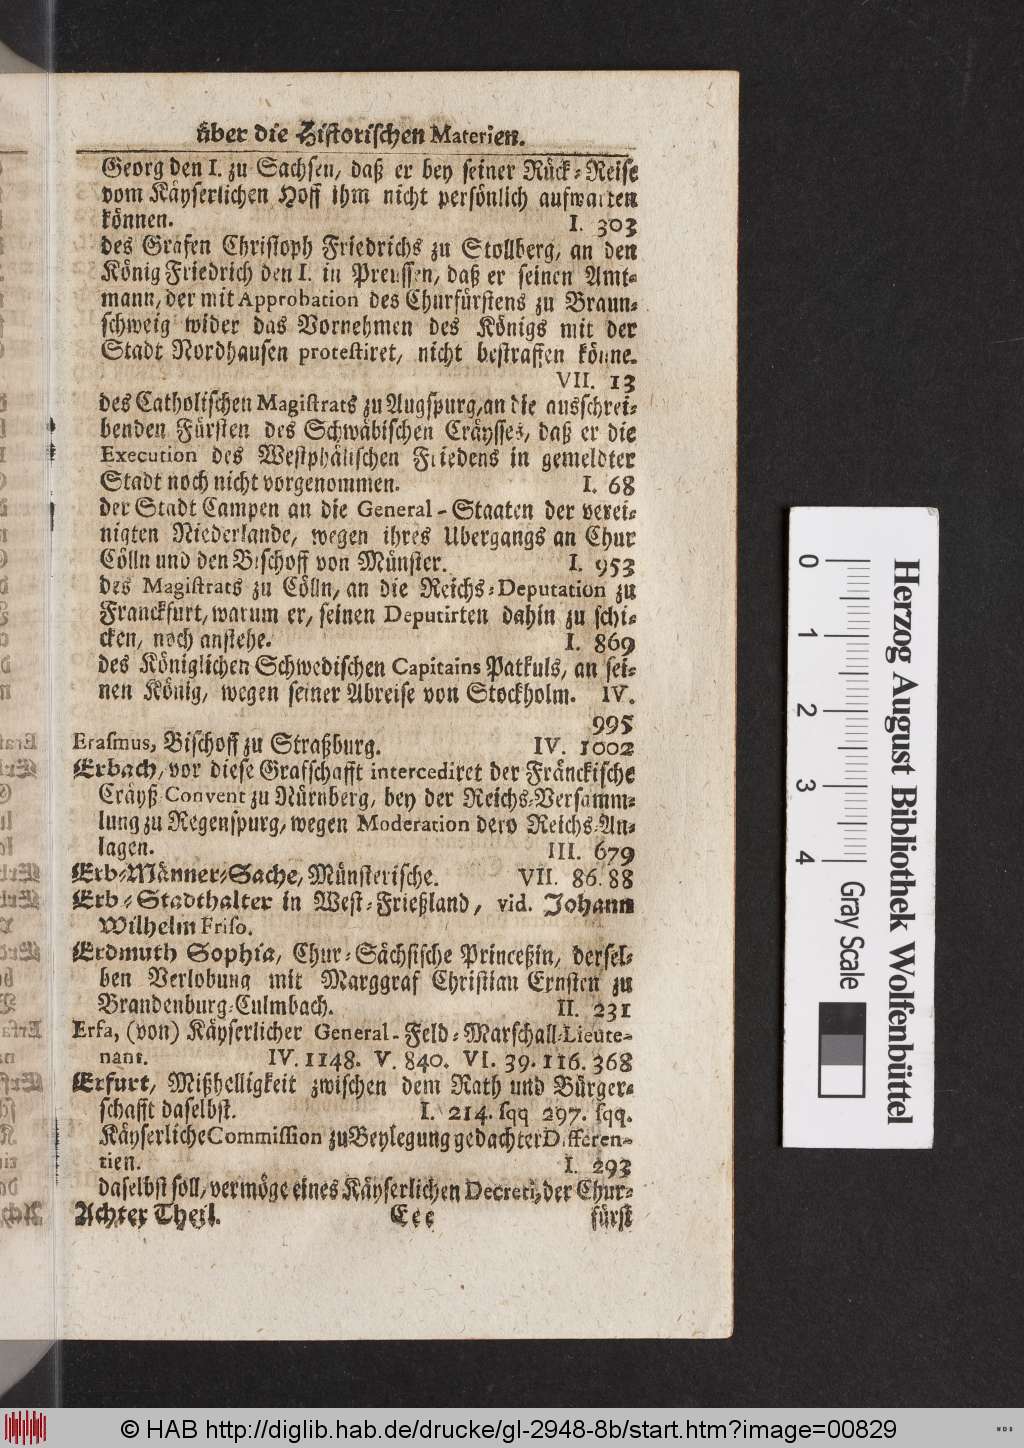 über die Historischen Materien.
Georg den I. zu Sachsen, daß er bey seiner Rück-Reise
vom Käyserlichen Hoff ihm nicht persönlich aufwarten
können. I. 303
des Grafen Christoph Friedrichs zu Stollberg, an den
König Friedrich den I. in Preussen, daß er seinen Amt-
mann, der mit Approbation des Churfürstens zu Braun-
schweig wider das Vornehmen des Königs mit der
Stadt Nordhausen protestiret, nicht bestraffen könne.
VII. 13
des Catholischen Magistrats zu Augspurg, an die ausschrei-
benden Fürsten des Schwäbischen Cräysses, daß er die
Execution des Westphälischen Friedens in gemeldter
Stadt noch nicht vorgenommen. I. 68
der Stadt Campen an die General-Staaten der verei-
nigten Niederlande, wegen ihres Ubergangs an Chur
Cölln und den Bischoff von Münster. I. 953
des Magistrats zu Cölln, an die Reichs-Deputation zu
Franckfurt, warum er, seinen Deputirten dahin zu schi-
cken, noch anstehe. I. 869
des Königlichen Schwedischen Capitains Patkuls, an sei-
nen König, wegen seiner Abreise von Stockholm. IV.
995
Erasmus, Bischoff zu Straßburg. IV. 1002
Erbach, vor diese Grafschafft intercediret der Fränckische
Cräyß-Convent zu Nürnberg, bey der Reichs-Versamm-
lung zu Regenspurg, wegen Moderation dero Reichs-An-
lagen. III. 679
Erb-Männer-Sache, Münsterische. VII. 86. 88
Erb-Stadthalter in West-Frießland, vid. Johann
Wilhelm Friso.
Erdmuth Sophia, Chur-Sächsische Princeßin, dersel-
ben Verlobung mit Marggraf Christian Ernsten zu
Brandenburg-Culmbach. II. 231
Erfa, (von) Käyserlicher General-Feld-Marschall-Lieute-
nant. IV. 1148. V. 840. VI. 39. 116. 368
Erfurt, Mißhelligkeit zwischen dem Rath und Bürger-
schafft daselbst. I. 214. sqq 297. sqq.
Käyserliche Commission zu Beylegung gedachter Differen-
tien. I. 293
daselbst soll, vermöge eines Käyserlichen Decreti, der Chur-
Achter Theil. Eee fürst
Herzog August Bibliothek Wolfenbüttel
0 1 2 3 4 Gray Scale
© HAB http://diglib.hab.de/drucke/gl-2948-8b/start.htm?image=00829